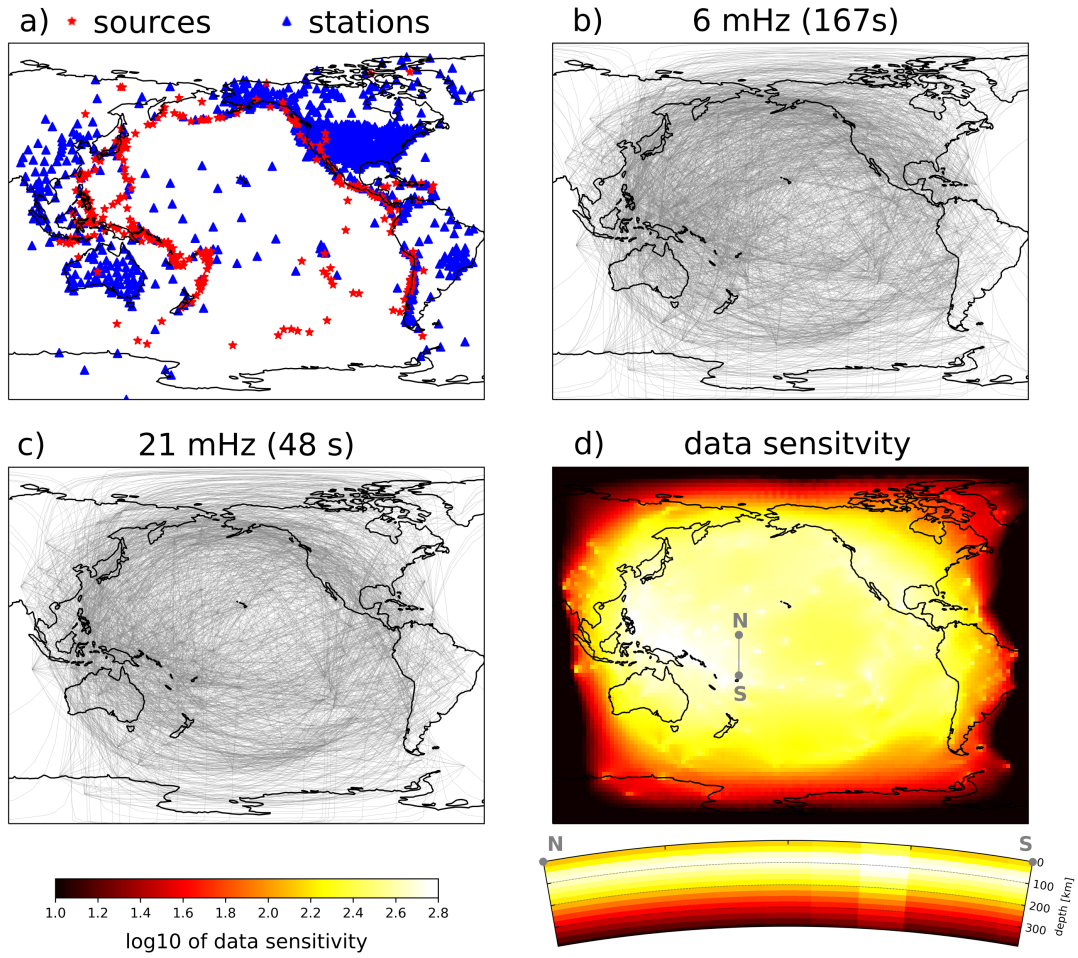 a) sources stations
b) 6 mHz (167s)
c) 21 mHz (48 s)
d) data sensitvity
N
S
N S
0
100
200
300
depth [km]
1.0 1.2 1.4 1.6 1.8 2.0 2.2 2.4 2.6 2.8
log10 of data sensitivity